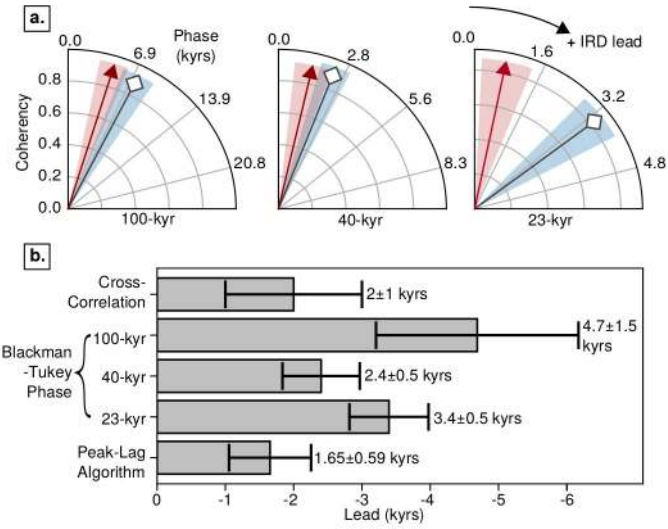 a.
Phase
(kyrs)
+ IRD lead
Coherency
0.8
0.6
0.4
0.2
0.0
0.0
6.9
13.9
20.8
100-kyr
0.0
2.8
5.6
8.3
40-kyr
0.0
1.6
3.2
4.8
23-kyr
b.
Cross-
Correlation
2±1 kyrs
Blackman
-Tukey
Phase
100-kyr
4.7±1.5
kyrs
40-kyr
2.4±0.5 kyrs
23-kyr
3.4±0.5 kyrs
Peak-Lag
Algorithm
1.65±0.59 kyrs
0 -1 -2 -3 -4 -5 -6
Lead (kyrs)